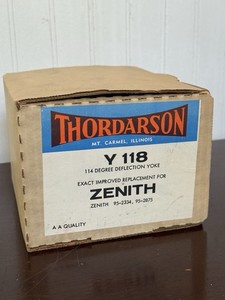 THORDARSON
MT. CARMEL, ILLINOIS
Y 118
114 DEGREE DEFLECTION YOKE
EXACT IMPROVED REPLACEMENT FOR
ZENITH
ZENITH 95-2334, 95-2875
A A QUALITY